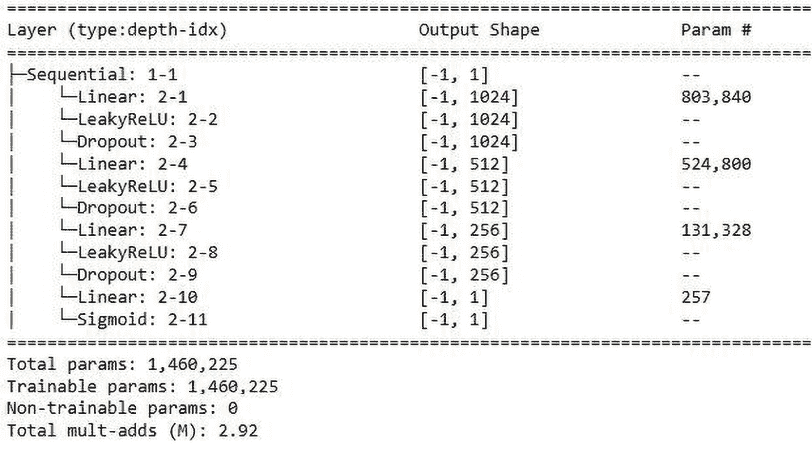 ==========================================================================================
Layer (type:depth-idx)                   Output Shape              Param #
==========================================================================================
├─Sequential: 1-1                        [-1, 1]                   --
|    └─Linear: 2-1                       [-1, 1024]                803,840
|    └─LeakyReLU: 2-2                    [-1, 1024]                --
|    └─Dropout: 2-3                      [-1, 1024]                --
|    └─Linear: 2-4                       [-1, 512]                 524,800
|    └─LeakyReLU: 2-5                    [-1, 512]                 --
|    └─Dropout: 2-6                      [-1, 512]                 --
|    └─Linear: 2-7                       [-1, 256]                 131,328
|    └─LeakyReLU: 2-8                    [-1, 256]                 --
|    └─Dropout: 2-9                      [-1, 256]                 --
|    └─Linear: 2-10                      [-1, 1]                   257
|    └─Sigmoid: 2-11                     [-1, 1]                   --
==========================================================================================
Total params: 1,460,225
Trainable params: 1,460,225
Non-trainable params: 0
Total mult-adds (M): 2.92